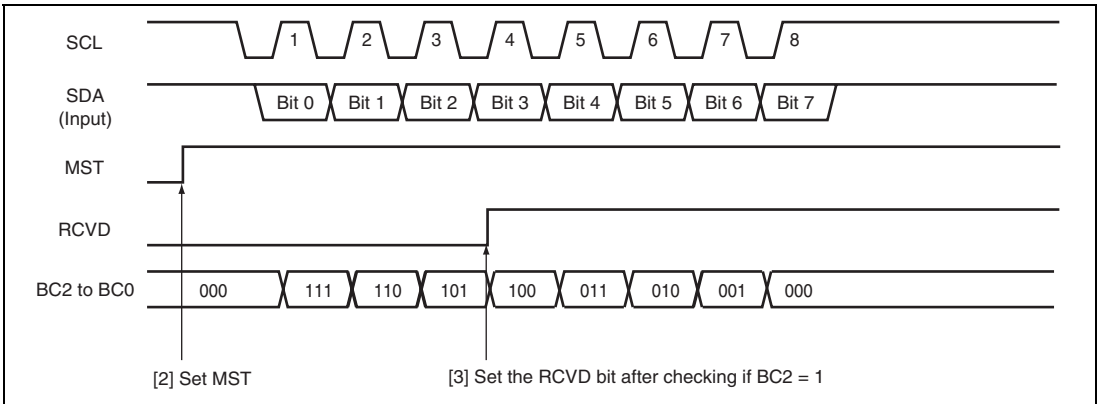 SCL 1 2 3 4 5 6 7 8
SDA
(Input)
Bit 0 Bit 1 Bit 2 Bit 3 Bit 4 Bit 5 Bit 6 Bit 7
MST
RCVD
BC2 to BC0 000 111 110 101 100 011 010 001 000
[2] Set MST [3] Set the RCVD bit after checking if BC2 = 1